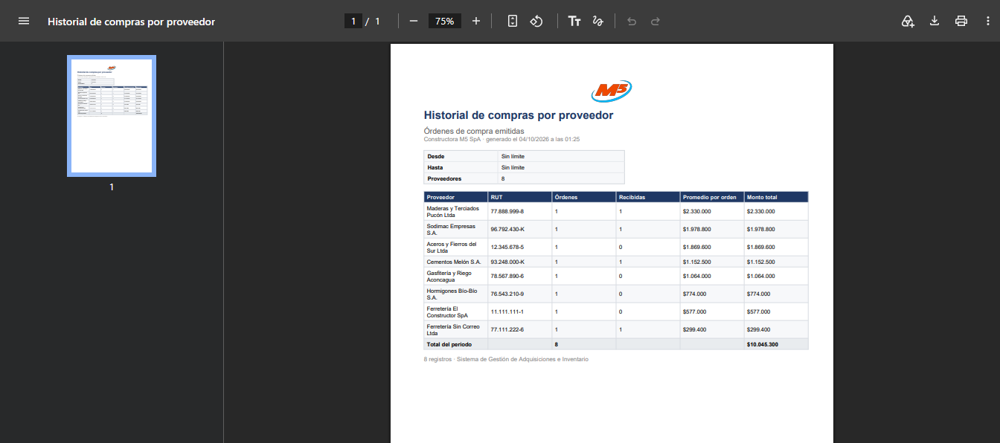 Historial de compras por proveedor
1 / 1
75%
1
M5
Historial de compras por proveedor
Órdenes de compra emitidas
Constructora M5 SpA · generado el 04/10/2026 a las 01:25
Desde Sin límite
Hasta Sin límite
Proveedores 8
Proveedor RUT Órdenes Recibidas Promedio por orden Monto total
Maderas y Terciados
Pucón Ltda 77.888.999-8 1 1 $2.330.000 $2.330.000
Sodimac Empresas
S.A. 96.792.430-K 1 1 $1.978.800 $1.978.800
Aceros y Fierros del
Sur Ltda 12.345.678-5 1 0 $1.869.600 $1.869.600
Cementos Melón S.A. 93.248.000-K 1 1 $1.152.500 $1.152.500
Gasfitería y Riego
Aconcagua 78.567.890-6 1 0 $1.064.000 $1.064.000
Hormigones Bío-Bío
S.A. 76.543.210-9 1 0 $774.000 $774.000
Ferretería El
Constructor SpA 11.111.111-1 1 0 $577.000 $577.000
Ferretería Sin Correo
Ltda 77.111.222-6 1 1 $299.400 $299.400
Total del periodo 8 $10.045.300
8 registros · Sistema de Gestión de Adquisiciones e Inventario